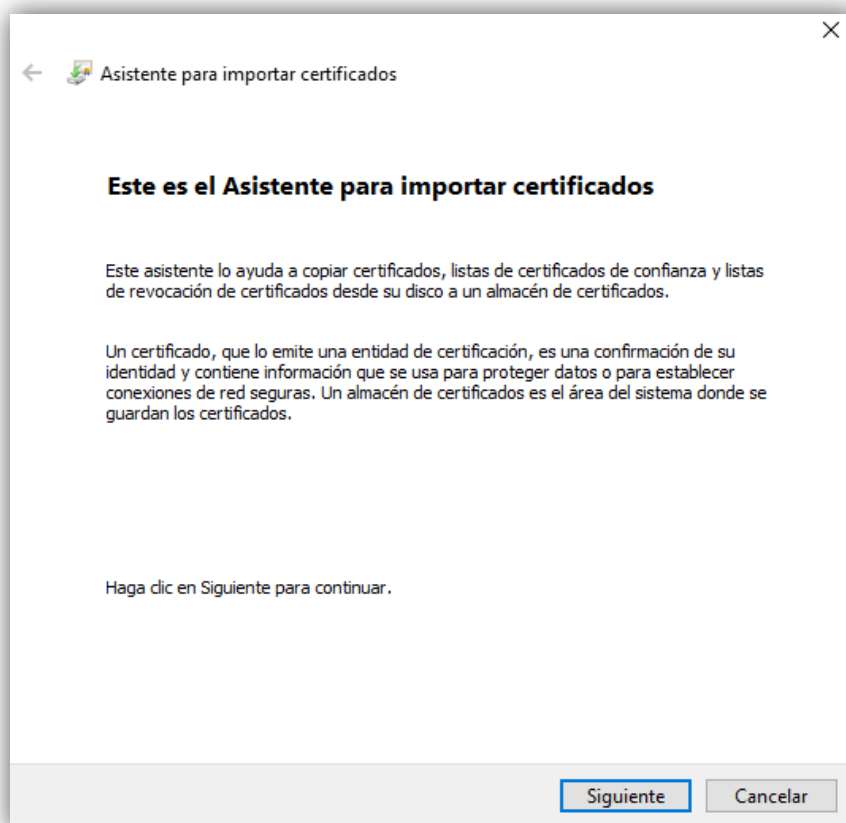 Asistente para importar certificados
Este es el Asistente para importar certificados
Este asistente lo ayuda a copiar certificados, listas de certificados de confianza y listas
de revocación de certificados desde su disco a un almacén de certificados.
Un certificado, que lo emite una entidad de certificación, es una confirmación de su
identidad y contiene información que se usa para proteger datos o para establecer
conexiones de red seguras. Un almacén de certificados es el área del sistema donde se
guardan los certificados.
Haga clic en Siguiente para continuar.
Siguiente
Cancelar